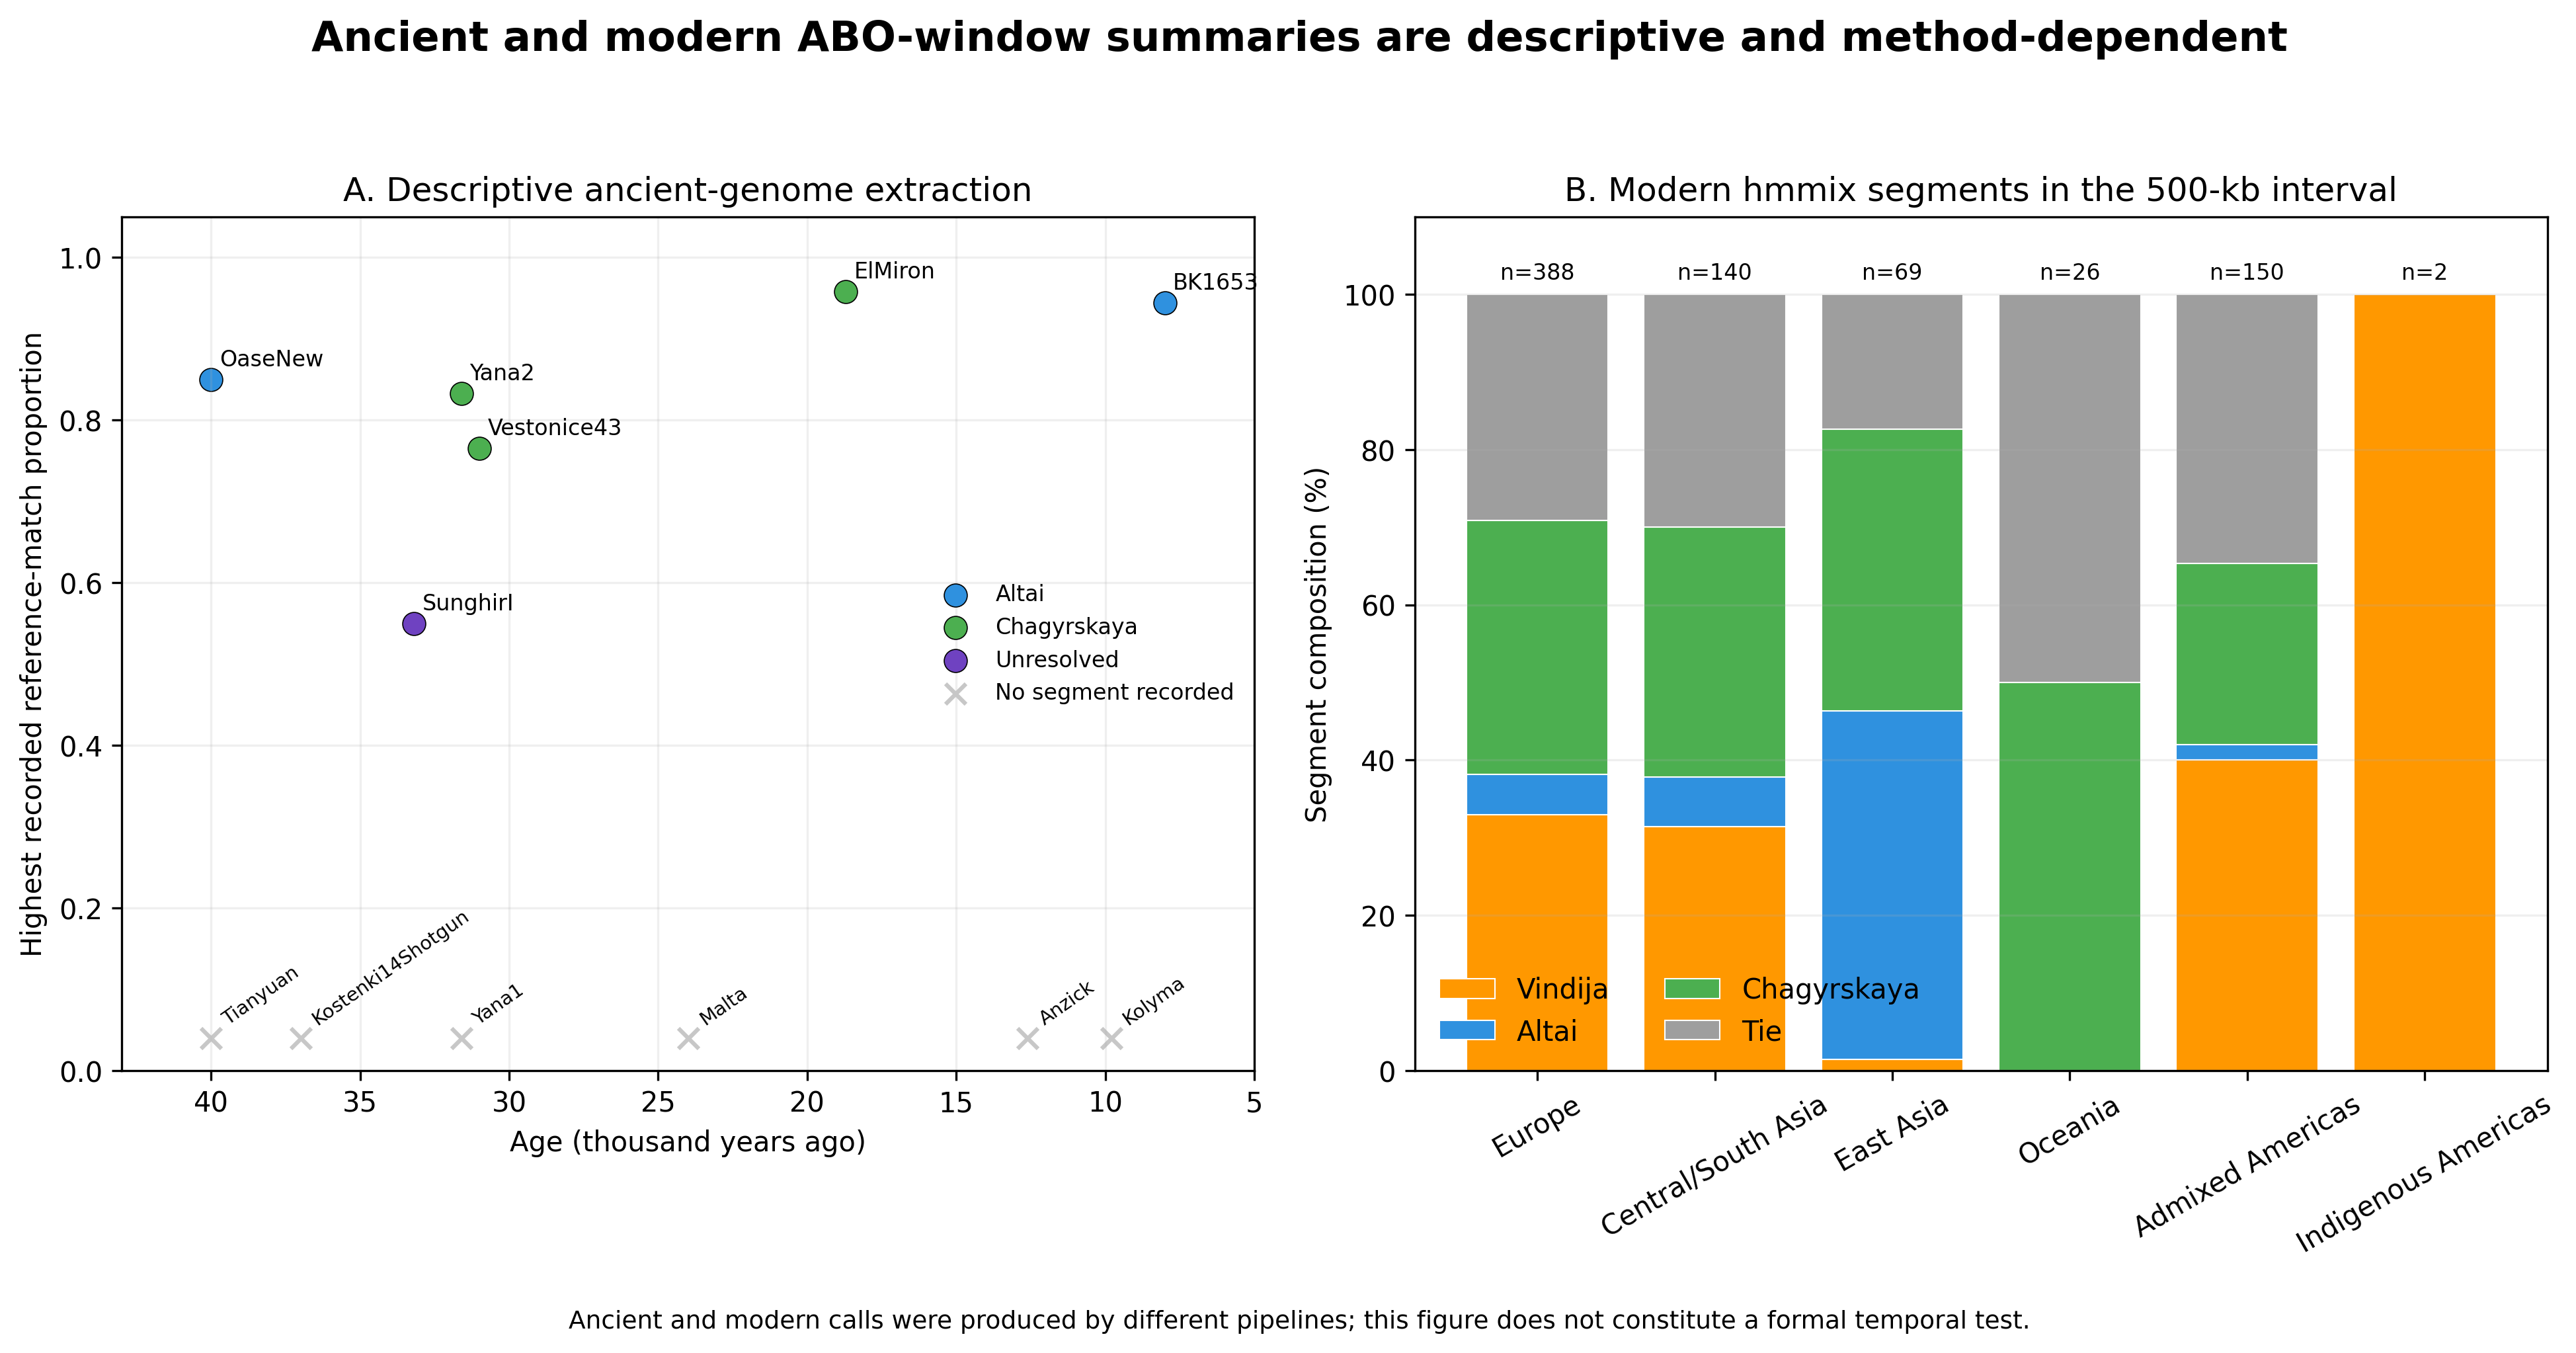 Ancient and modern ABO-window summaries are descriptive and method-dependent
A. Descriptive ancient-genome extraction
Highest recorded reference-match proportion
1.0
0.8
0.6
0.4
0.2
0.0
OaseNew
Yana2
Vestonice43
SunghirI
ElMiron
BK1653
Altai
Chagyrskaya
Unresolved
No segment recorded
Tianyuan
Kostenki14Shotgun
Yana1
Malta
Anzick
Kolyma
40 35 30 25 20 15 10 5
Age (thousand years ago)
B. Modern hmmix segments in the 500-kb interval
Segment composition (%)
100
80
60
40
20
0
n=388 n=140 n=69 n=26 n=150 n=2
Vindija Chagyrskaya
Altai Tie
Europe
Central/South Asia
East Asia
Oceania
Admixed Americas
Indigenous Americas
Ancient and modern calls were produced by different pipelines; this figure does not constitute a formal temporal test.